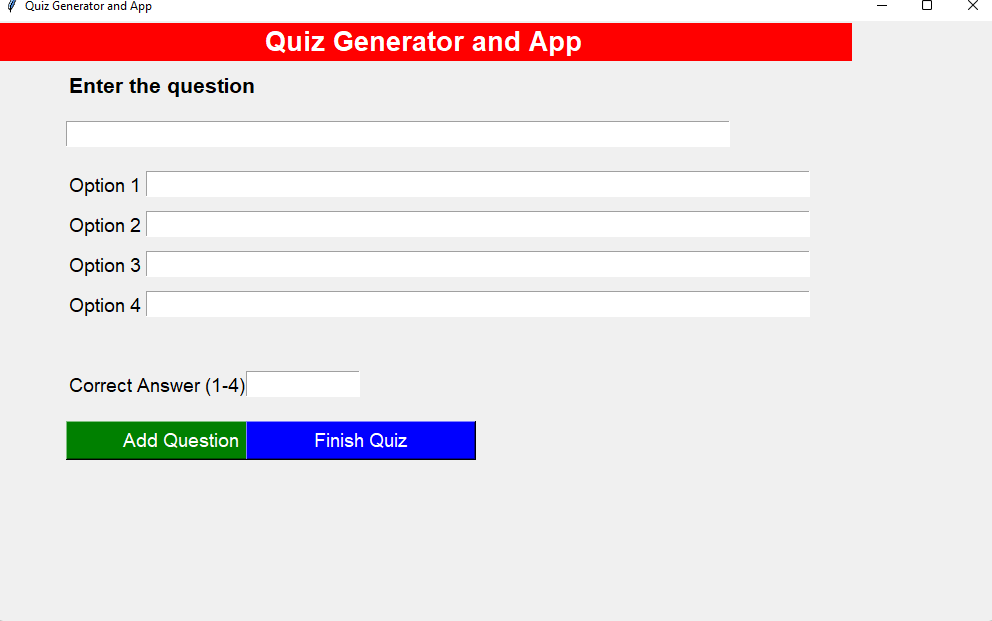 Quiz Generator and App
Quiz Generator and App
Enter the question
Option 1
Option 2
Option 3
Option 4
Correct Answer (1-4)
Add Question Finish Quiz